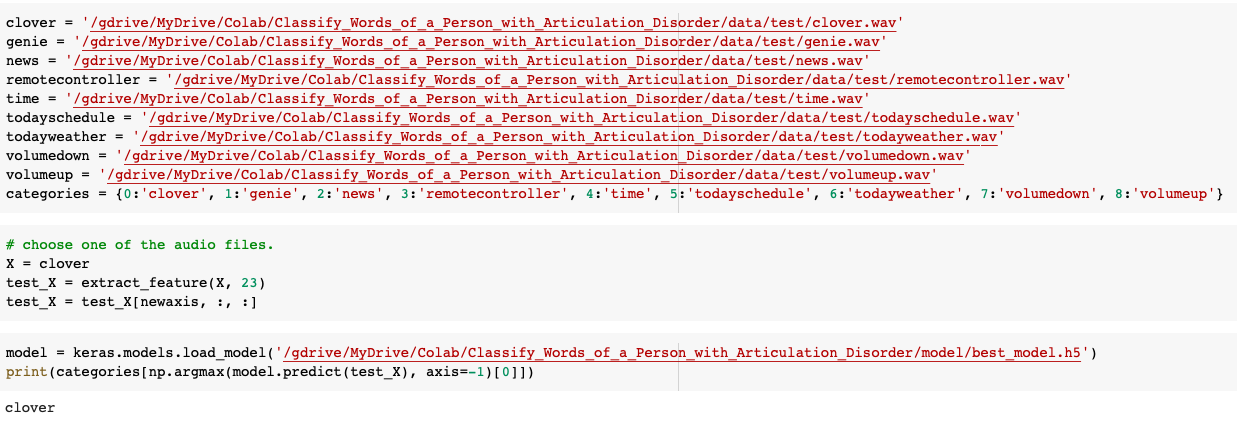 clover = '/gdrive/MyDrive/Colab/Classify_Words_of_a_Person_with_Articulation_Disorder/data/test/clover.wav'
genie = '/gdrive/MyDrive/Colab/Classify_Words_of_a_Person_with_Articulation_Disorder/data/test/genie.wav'
news = '/gdrive/MyDrive/Colab/Classify_Words_of_a_Person_with_Articulation_Disorder/data/test/news.wav'
remotecontroller = '/gdrive/MyDrive/Colab/Classify_Words_of_a_Person_with_Articulation_Disorder/data/test/remotecontroller.wav'
time = '/gdrive/MyDrive/Colab/Classify_Words_of_a_Person_with_Articulation_Disorder/data/test/time.wav'
todayschedule = '/gdrive/MyDrive/Colab/Classify_Words_of_a_Person_with_Articulation_Disorder/data/test/todayschedule.wav'
todayweather = '/gdrive/MyDrive/Colab/Classify_Words_of_a_Person_with_Articulation_Disorder/data/test/todayweather.wav'
volumedown = '/gdrive/MyDrive/Colab/Classify_Words_of_a_Person_with_Articulation_Disorder/data/test/volumedown.wav'
volumeup = '/gdrive/MyDrive/Colab/Classify_Words_of_a_Person_with_Articulation_Disorder/data/test/volumeup.wav'
categories = {0:'clover', 1:'genie', 2:'news', 3:'remotecontroller', 4:'time', 5:'todayschedule', 6:'todayweather', 7:'volumedown', 8:'volumeup'}
# choose one of the audio files.
X = clover
test_X = extract_feature(X, 23)
test_X = test_X[newaxis, :, :]
model = keras.models.load_model('/gdrive/MyDrive/Colab/Classify_Words_of_a_Person_with_Articulation_Disorder/model/best_model.h5')
print(categories[np.argmax(model.predict(test_X), axis=-1)[0]])
clover